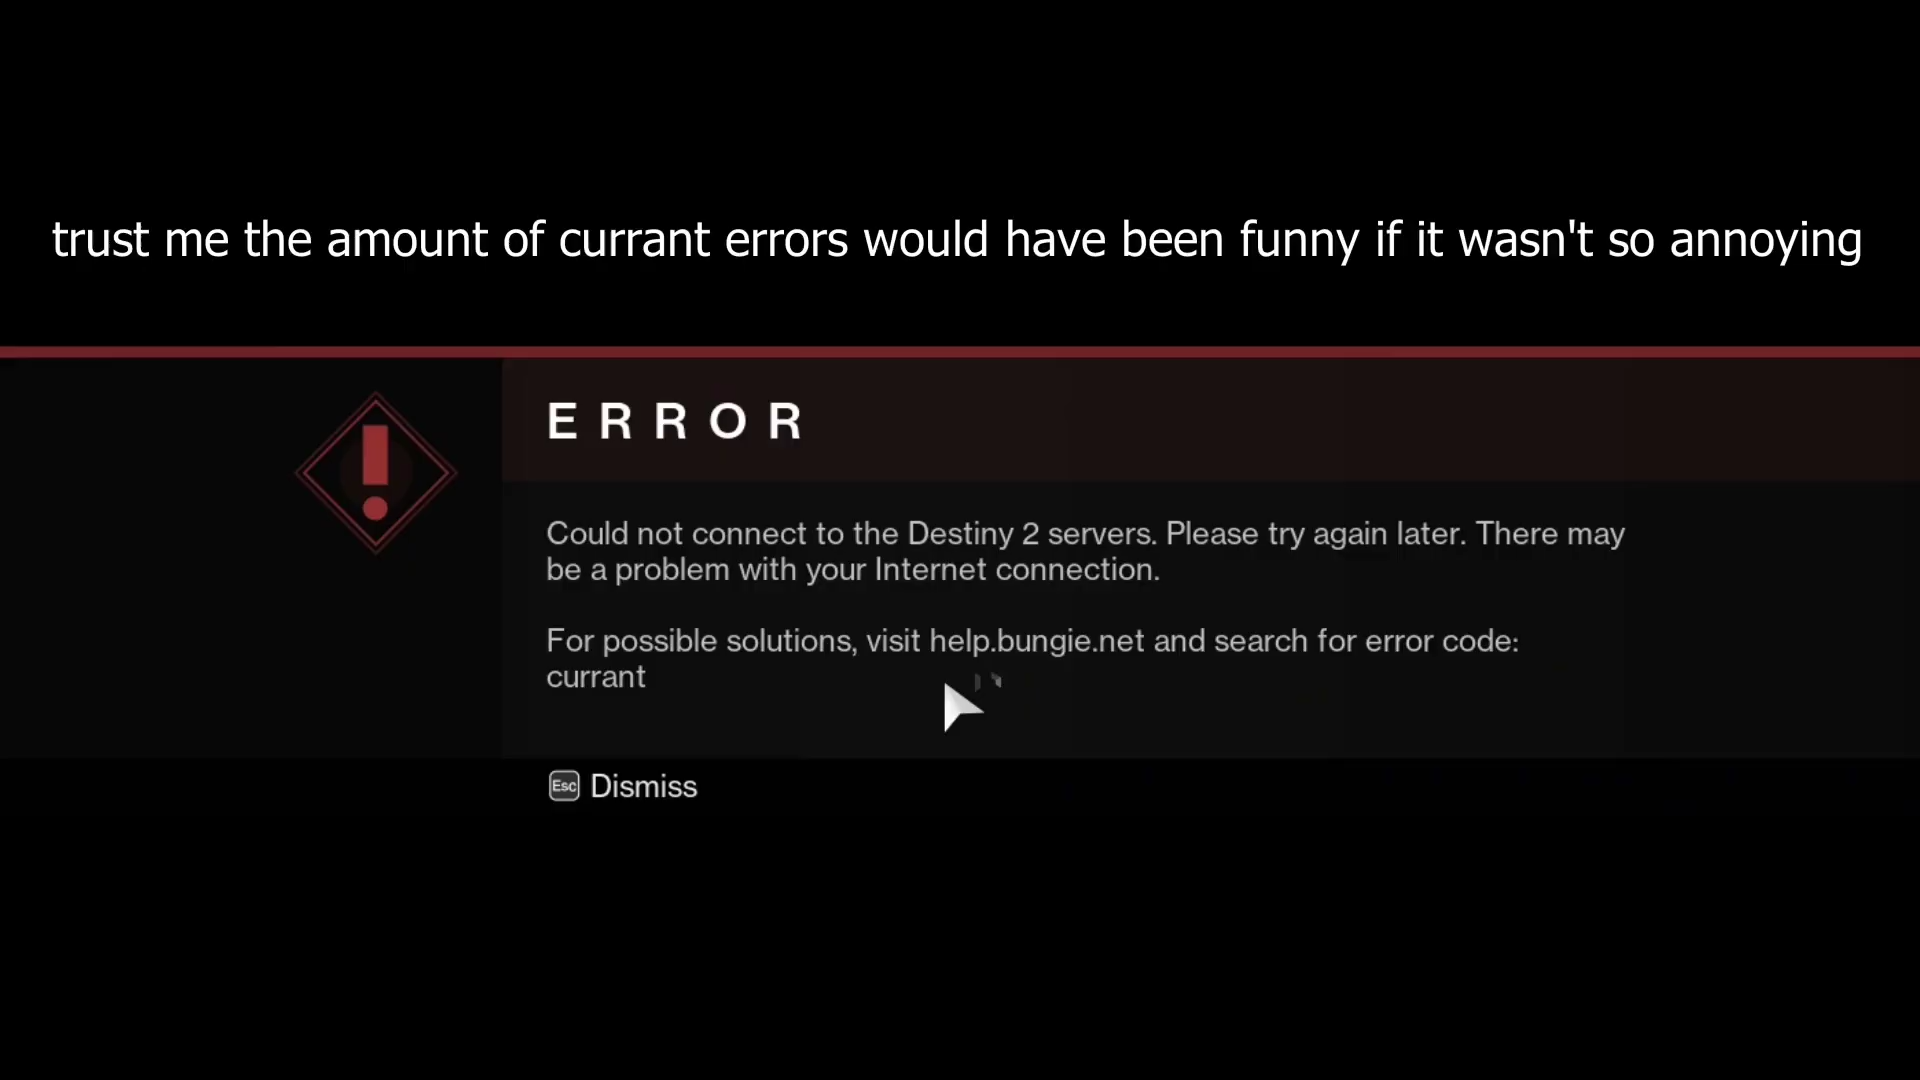 trust me the amount of currant errors would have been funny if it wasn't so annoying
ERROR
Could not connect to the Destiny 2 servers. Please try again later. There may
be a problem with your Internet connection.
For possible solutions, visit help.bungie.net and search for error code:
currant
Esc Dismiss